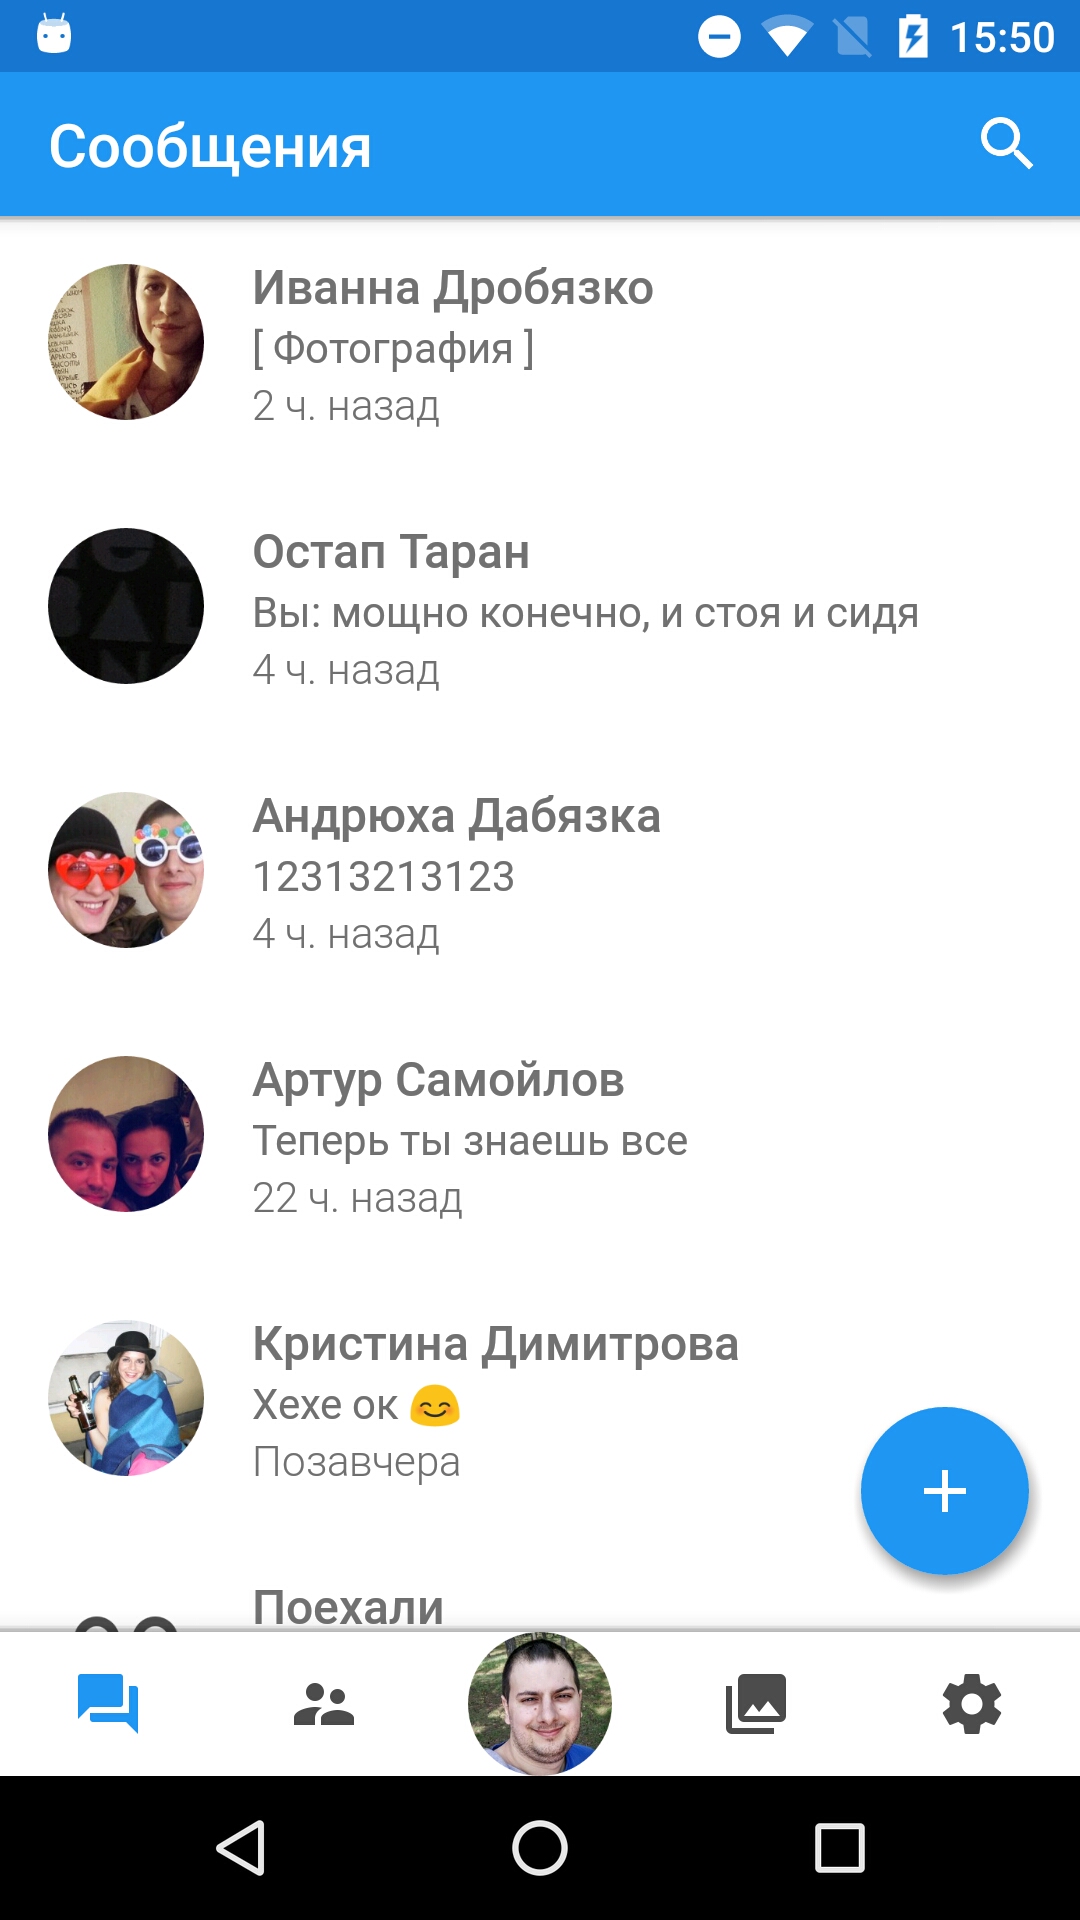 15:50
Сообщения
Иванна Дробязко
[ Фотография ]
2 ч. назад
Остап Таран
Вы: мощно конечно, и стоя и сидя
4 ч. назад
Андрюха Дабязка
12313213123
4 ч. назад
Артур Самойлов
Теперь ты знаешь все
22 ч. назад
Кристина Димитрова
Хехе ок 😊
Позавчера
Поехали